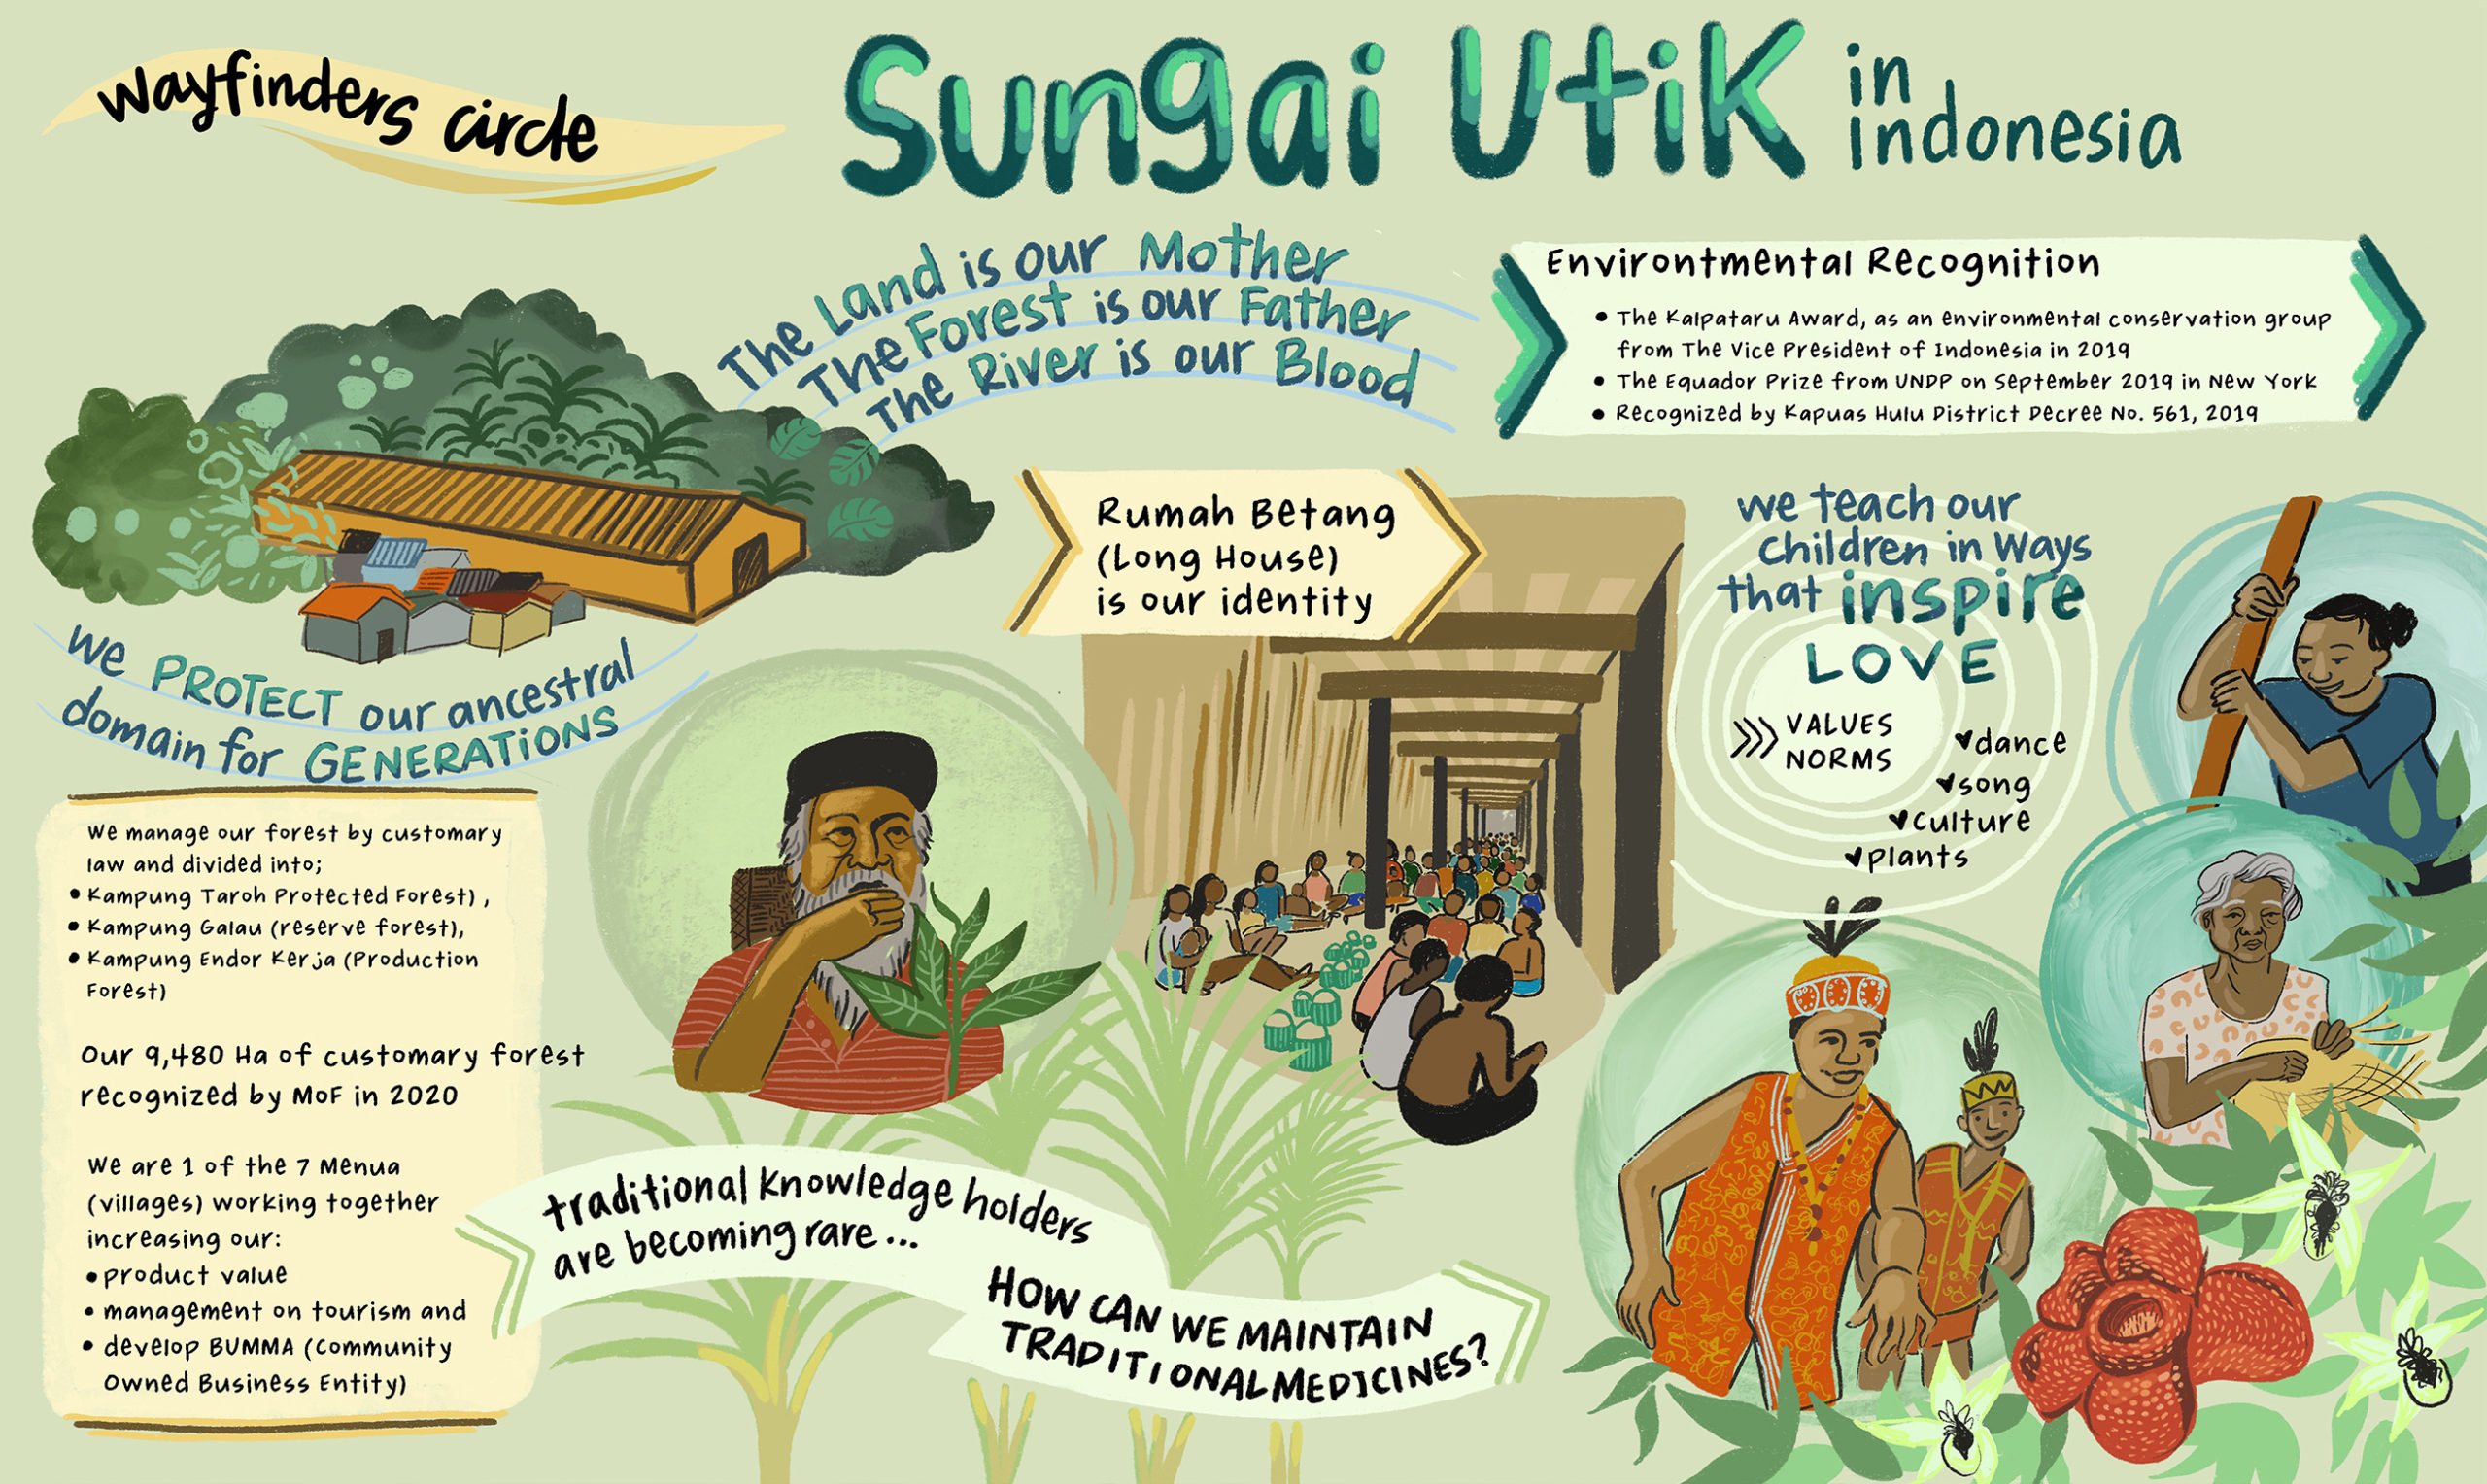 Wayfinders circle
Sungai Utik in
indonesia
The Land is our Mother
The Forest is our Father
The River is our Blood
Environtmental Recognition
• The Kalpataru Award, as an environmental conservation group
from The Vice President of Indonesia in 2019
• The Equador Prize from UNDP on September 2019 in New York
• Recognized by Kapuas Hulu District Decree No. 561, 2019
Rumah Betang
(Long House)
is our identity
we teach our
children in Ways
that inspire
LOVE
>>> VALUES
NORMS
♥dance
♥song
♥culture
♥plants
We PROTECT our ancestral
domain for GENERATIONS
We manage our forest by customary
law and divided into;
• Kampung Taroh Protected Forest) ,
• Kampung Galau (reserve forest),
• Kampung Endor Kerja (Production
Forest)
Our 9,480 Ha of customary forest
recognized by MoF in 2020
We are 1 of the 7 Menua
(villages) working together
increasing our:
• product value
• management on tourism and
• develop BUMMA (Community
Owned Business Entity)
traditional knowledge holders
are becoming rare...
HOW CAN WE MAINTAIN
TRADITIONAL MEDICINES?